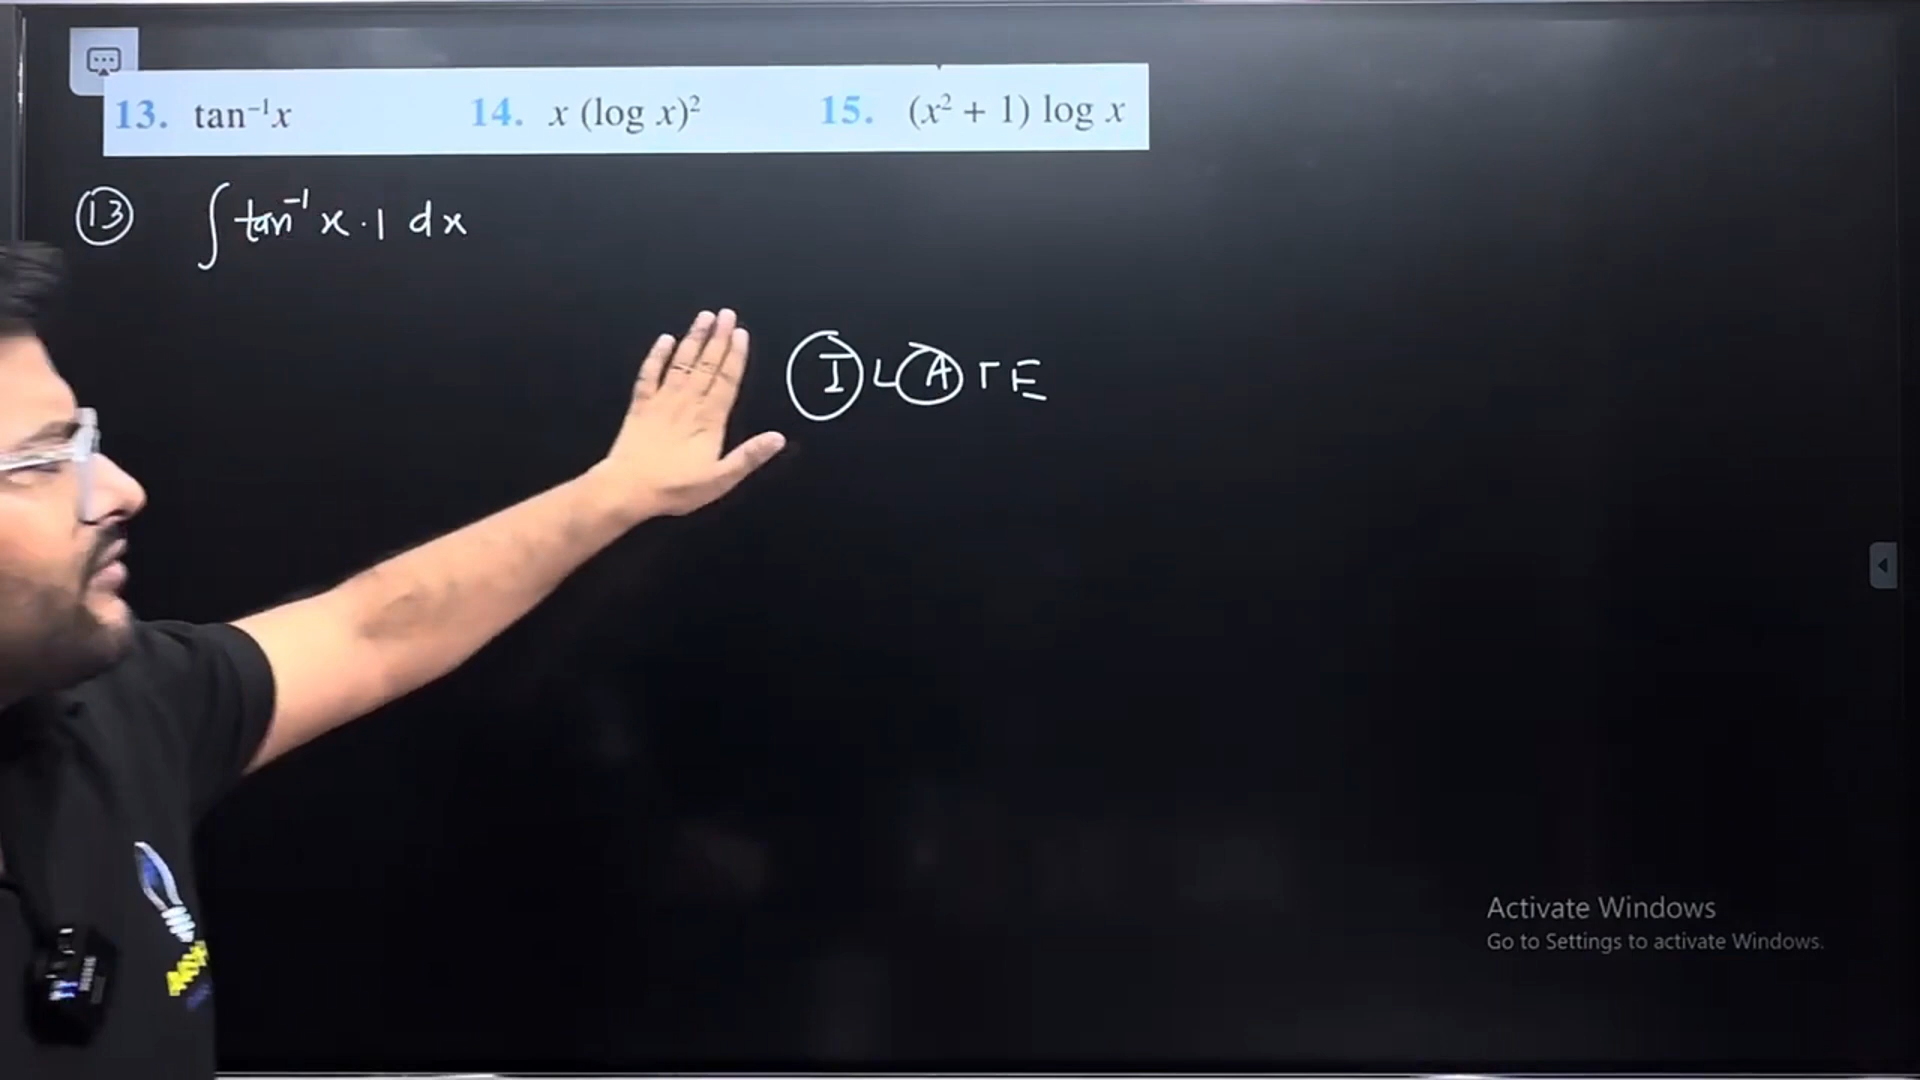 13. tan⁻¹x 14. x (log x)² 15. (x² + 1) log x
13 ∫ tan⁻¹ x . 1 dx
I L A T E
Activate Windows
Go to Settings to activate Windows.